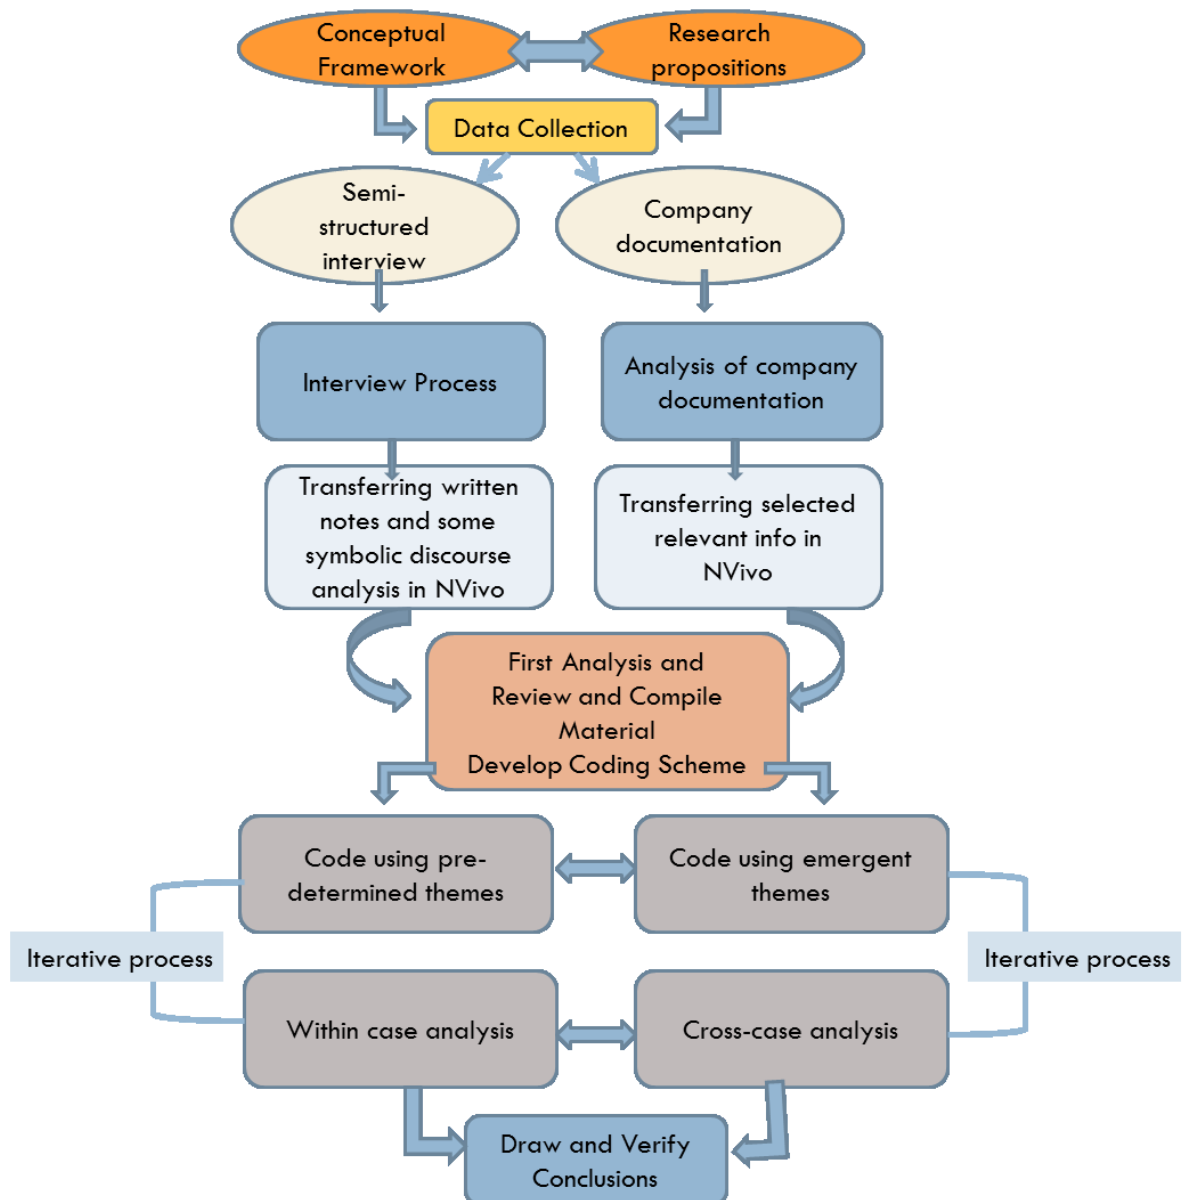 Conceptual
Framework
Research
propositions
Data Collection
Semi-
structured
interview
Company
documentation
Interview Process
Analysis of company
documentation
Transferring written
notes and some
symbolic discourse
analysis in NVivo
Transferring selected
relevant info in
NVivo
First Analysis and
Review and Compile
Material
Develop Coding Scheme
Code using pre-
determined themes
Code using emergent
themes
Iterative process
Iterative process
Within case analysis
Cross-case analysis
Draw and Verify
Conclusions